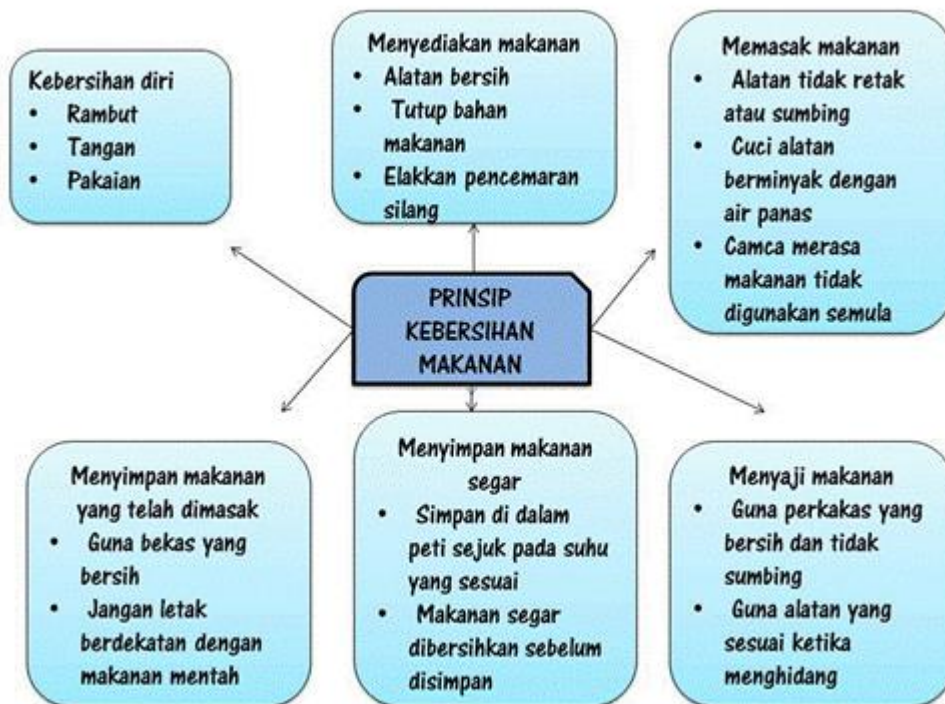 Kebersihan diri
• Rambut
• Tangan
• Pakaian
Menyediakan makanan
• Alatan bersih
• Tutup bahan
makanan
• Elakkan pencemaran
silang
Memasak makanan
• Alatan tidak retak
atau sumbing
• Cuci alatan
berminyak dengan
air panas
• Camca merasa
makanan tidak
digunakan semula
PRINSIP
KEBERSIHAN
MAKANAN
Menyimpan makanan
yang telah dimasak
• Guna bekas yang
bersih
• Jangan letak
berdekatan dengan
makanan mentah
Menyimpan makanan
segar
• Simpan di dalam
peti sejuk pada suhu
yang sesuai
• Makanan segar
dibersihkan sebelum
disimpan
Menyaji makanan
• Guna perkakas yang
bersih dan tidak
sumbing
• Guna alatan yang
sesuai ketika
menghidang